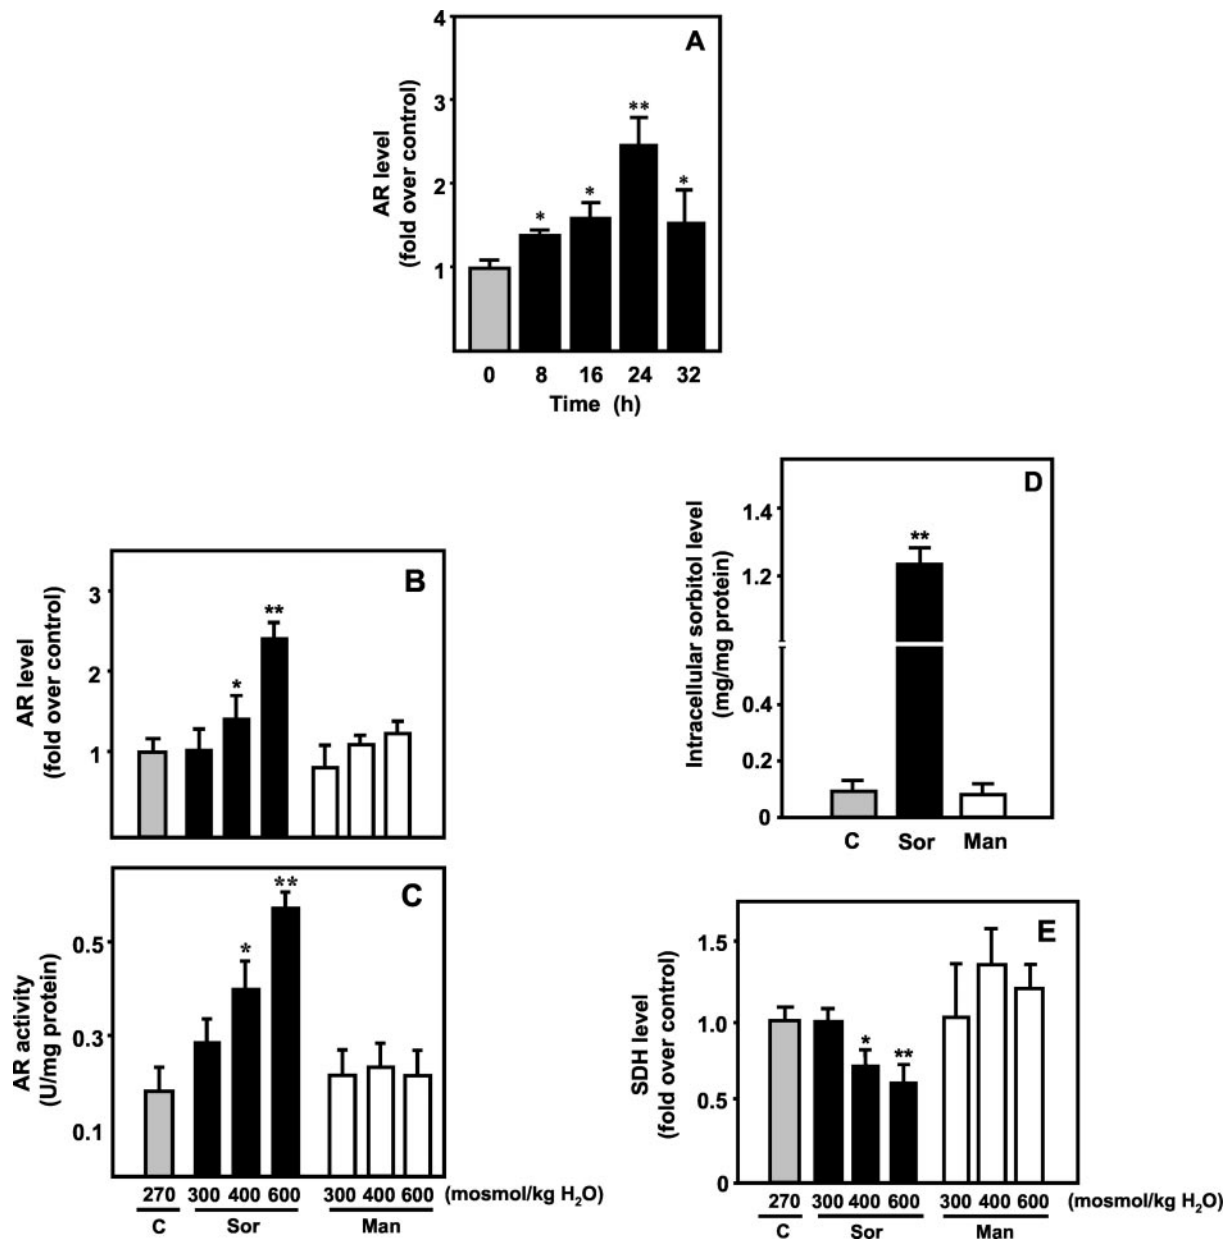 A
4
3
2
1
AR level
(fold over control)
*
*
**
*
0 8 16 24 32
Time (h)
B
3
2
1
AR level
(fold over control)
*
**
C
0.5
0.3
0.1
AR activity
(U/mg protein)
*
**
270 300 400 600 300 400 600 (mosmol/kg H₂O)
C Sor Man
D
1.4
1.2
0.4
0.2
0
Intracellular sorbitol level
(mg/mg protein)
**
C Sor Man
E
1.5
1.0
0.5
0
SDH level
(fold over control)
*
**
270 300 400 600 300 400 600 (mosmol/kg H₂O)
C Sor Man